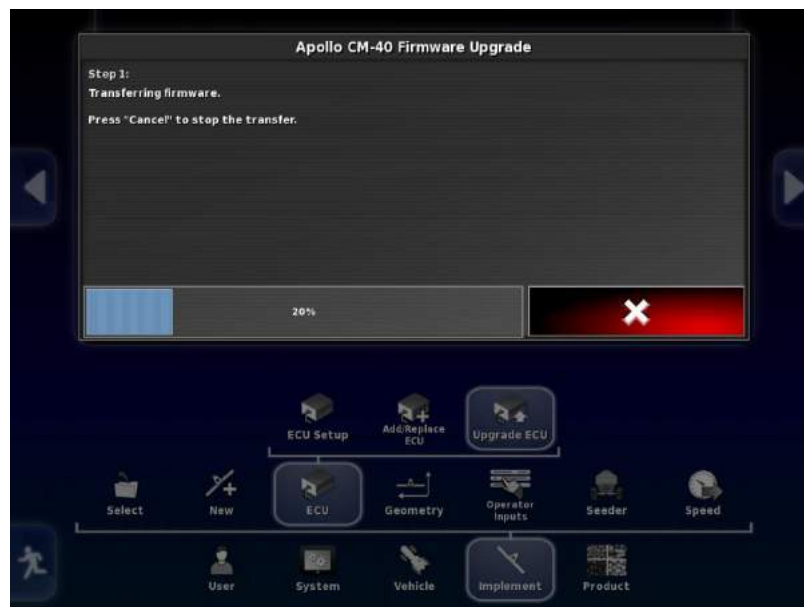 Apollo CM-40 Firmware Upgrade
Step 1:
Transferring firmware.
Press "Cancel" to stop the transfer.
20%
ECU Setup
Add/Replace
ECU
Upgrade ECU
Select
New
ECU
Geometry
Operator
Inputs
Seeder
Speed
User
System
Vehicle
Implement
Product